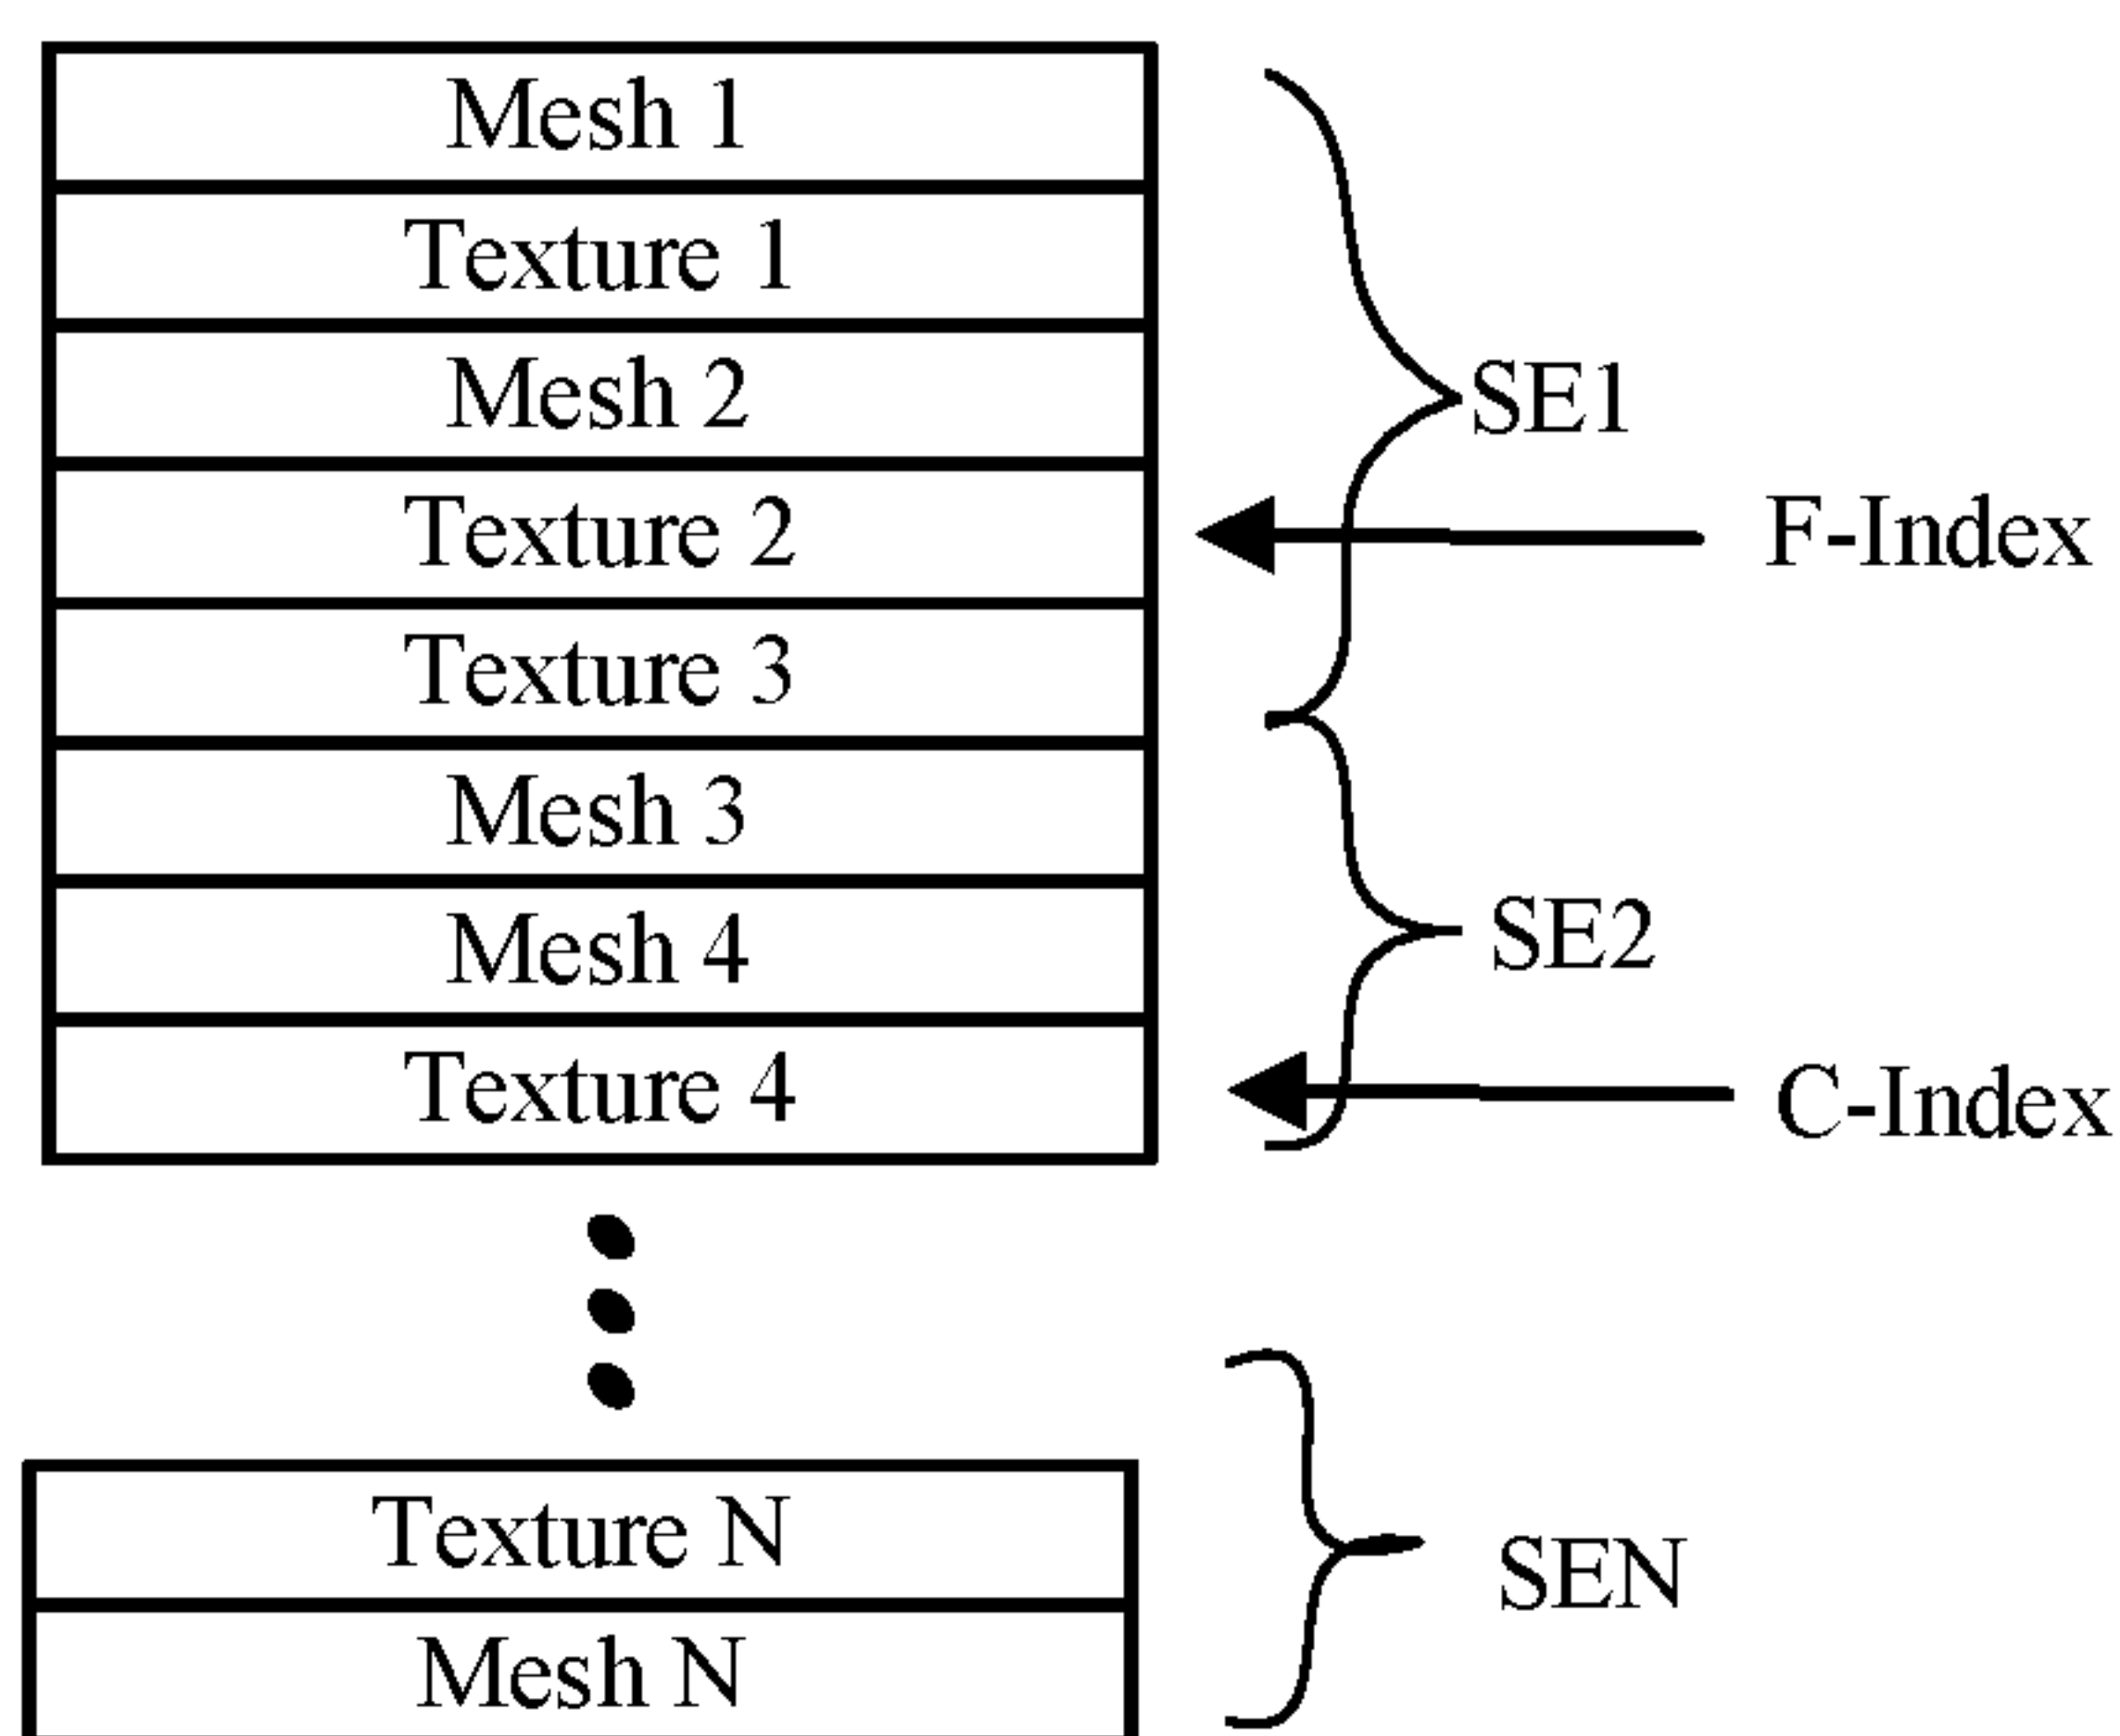 Mesh 1
Texture 1
Mesh 2
SE1
Texture 2
F-Index
Texture 3
Mesh 3
Mesh 4
SE2
Texture 4
C-Index
Texture N
SEN
Mesh N